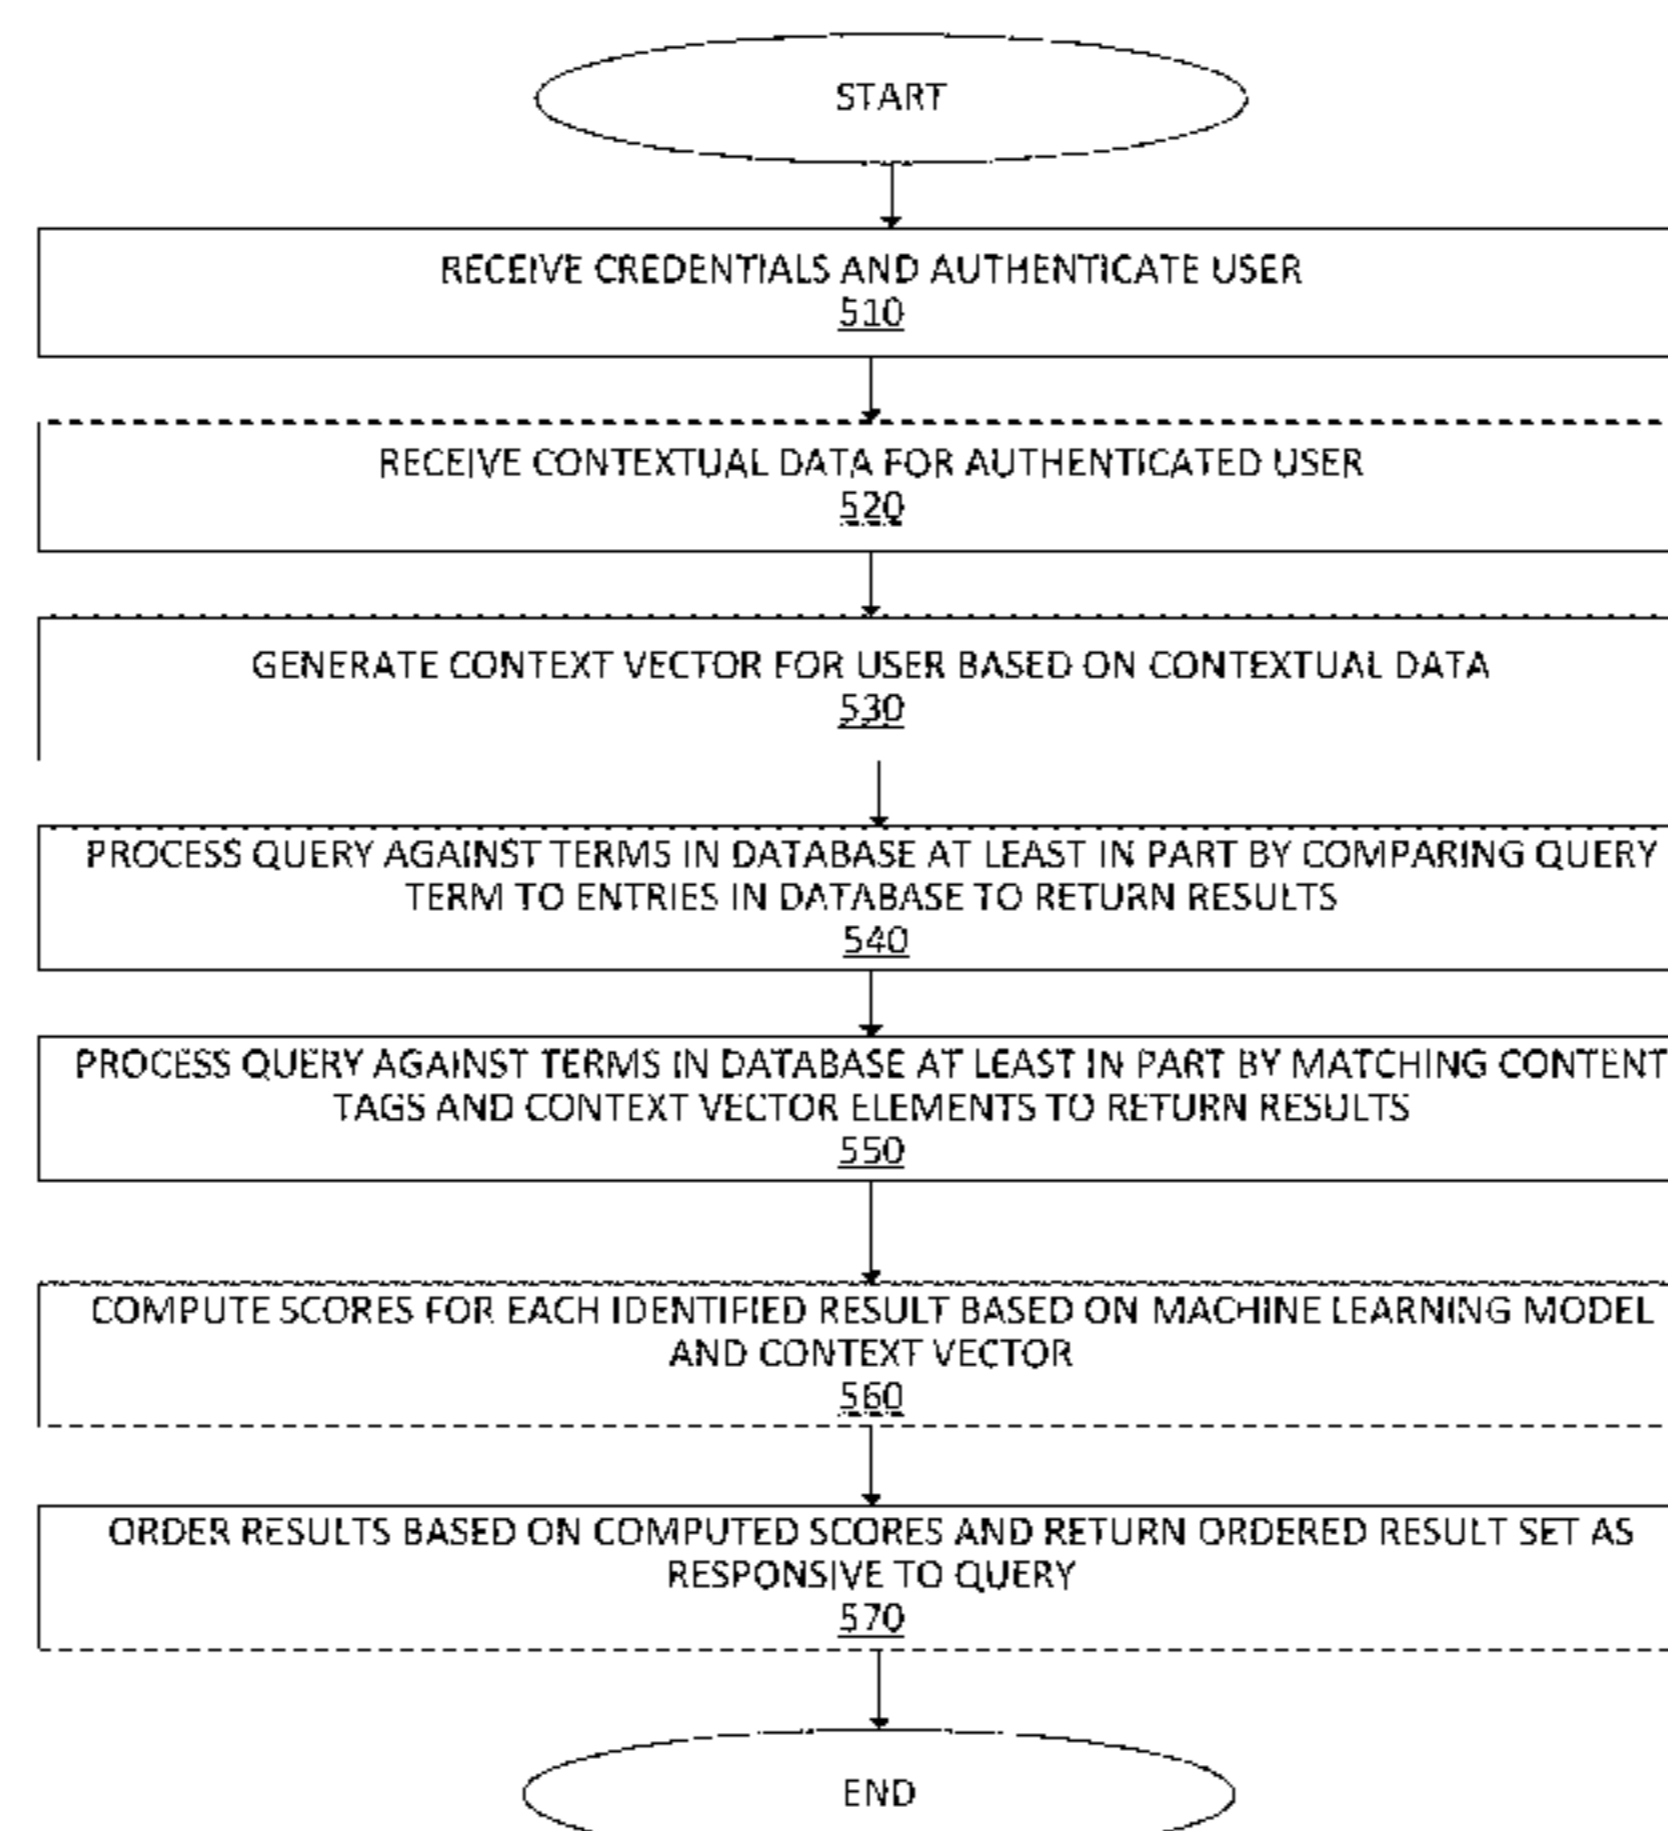 START
RECEIVE CREDENTIALS AND AUTHENTICATE USER
510
RECEIVE CONTEXTUAL DATA FOR AUTHENTICATED USER
520
GENERATE CONTEXT VECTOR FOR USER BASED ON CONTEXTUAL DATA
530
PROCESS QUERY AGAINST TERMS IN DATABASE AT LEAST IN PART BY COMPARING QUERY
TERM TO ENTRIES IN DATABASE TO RETURN RESULTS
540
PROCESS QUERY AGAINST TERMS IN DATABASE AT LEAST IN PART BY MATCHING CONTENT
TAGS AND CONTEXT VECTOR ELEMENTS TO RETURN RESULTS
550
COMPUTE SCORES FOR EACH IDENTIFIED RESULT BASED ON MACHINE LEARNING MODEL
AND CONTEXT VECTOR
560
ORDER RESULTS BASED ON COMPUTED SCORES AND RETURN ORDERED RESULT SET AS
RESPONSIVE TO QUERY
570
END